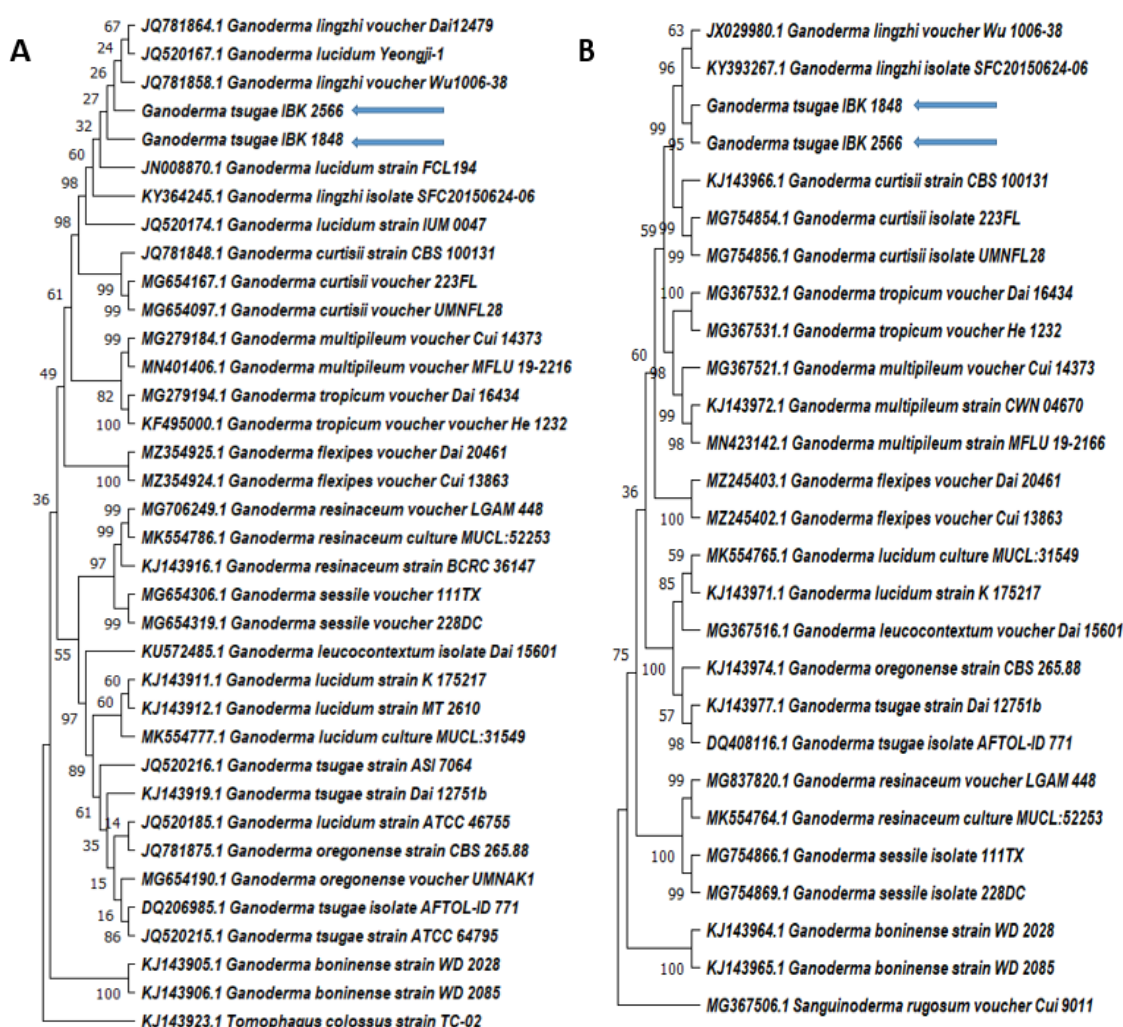 A
67
JQ781864.1 Ganoderma lingzhi voucher Dai12479
24
JQ520167.1 Ganoderma lucidum Yeongji-1
26
JQ781858.1 Ganoderma lingzhi voucher Wu1006-38
27
Ganoderma tsugae IBK 2566
32
Ganoderma tsugae IBK 1848
60
JN008870.1 Ganoderma lucidum strain FCL194
98
KY364245.1 Ganoderma lingzhi isolate SFC20150624-06
98
JQ520174.1 Ganoderma lucidum strain IUM 0047
JQ781848.1 Ganoderma curtisii strain CBS 100131
61
99
MG654167.1 Ganoderma curtisii voucher 223FL
99
MG654097.1 Ganoderma curtisii voucher UMNFL28
99
MG279184.1 Ganoderma multipileum voucher Cui 14373
49
MN401406.1 Ganoderma multipileum voucher MFLU 19-2216
82
MG279194.1 Ganoderma tropicum voucher Dai 16434
100
KF495000.1 Ganoderma tropicum voucher voucher He 1232
MZ354925.1 Ganoderma flexipes voucher Dai 20461
100
MZ354924.1 Ganoderma flexipes voucher Cui 13863
36
99
MG706249.1 Ganoderma resinaceum voucher LGAM 448
99
MK554786.1 Ganoderma resinaceum culture MUCL:52253
97
KJ143916.1 Ganoderma resinaceum strain BCRC 36147
MG654306.1 Ganoderma sessile voucher 111TX
99
MG654319.1 Ganoderma sessile voucher 228DC
55
KU572485.1 Ganoderma leucocontextum isolate Dai 15601
60
KJ143911.1 Ganoderma lucidum strain K 175217
60
KJ143912.1 Ganoderma lucidum strain MT 2610
97
MK554777.1 Ganoderma lucidum culture MUCL:31549
89
JQ520216.1 Ganoderma tsugae strain ASI 7064
61
KJ143919.1 Ganoderma tsugae strain Dai 12751b
14
JQ520185.1 Ganoderma lucidum strain ATCC 46755
35
JQ781875.1 Ganoderma oregonense strain CBS 265.88
15
MG654190.1 Ganoderma oregonense voucher UMNAK1
16
DQ206985.1 Ganoderma tsugae isolate AFTOL-ID 771
86
JQ520215.1 Ganoderma tsugae strain ATCC 64795
KJ143905.1 Ganoderma boninense strain WD 2028
100
KJ143906.1 Ganoderma boninense strain WD 2085
KJ143923.1 Tomophagus colossus strain TC-02
B
63
JX029980.1 Ganoderma lingzhi voucher Wu 1006-38
96
KY393267.1 Ganoderma lingzhi isolate SFC20150624-06
Ganoderma tsugae IBK 1848
99
95
Ganoderma tsugae IBK 2566
KJ143966.1 Ganoderma curtisii strain CBS 100131
59
99
MG754854.1 Ganoderma curtisii isolate 223FL
99
MG754856.1 Ganoderma curtisii isolate UMNFL28
100
MG367532.1 Ganoderma tropicum voucher Dai 16434
MG367531.1 Ganoderma tropicum voucher He 1232
60
98
MG367521.1 Ganoderma multipileum voucher Cui 14373
99
KJ143972.1 Ganoderma multipileum strain CWN 04670
98
MN423142.1 Ganoderma multipileum strain MFLU 19-2166
36
MZ245403.1 Ganoderma flexipes voucher Dai 20461
100
MZ245402.1 Ganoderma flexipes voucher Cui 13863
59
MK554765.1 Ganoderma lucidum culture MUCL:31549
85
KJ143971.1 Ganoderma lucidum strain K 175217
MG367516.1 Ganoderma leucocontextum voucher Dai 15601
75
100
KJ143974.1 Ganoderma oregonense strain CBS 265.88
57
KJ143977.1 Ganoderma tsugae strain Dai 12751b
98
DQ408116.1 Ganoderma tsugae isolate AFTOL-ID 771
99
MG837820.1 Ganoderma resinaceum voucher LGAM 448
MK554764.1 Ganoderma resinaceum culture MUCL:52253
100
MG754866.1 Ganoderma sessile isolate 111TX
99
MG754869.1 Ganoderma sessile isolate 228DC
KJ143964.1 Ganoderma boninense strain WD 2028
100
KJ143965.1 Ganoderma boninense strain WD 2085
MG367506.1 Sanguinoderma rugosum voucher Cui 9011